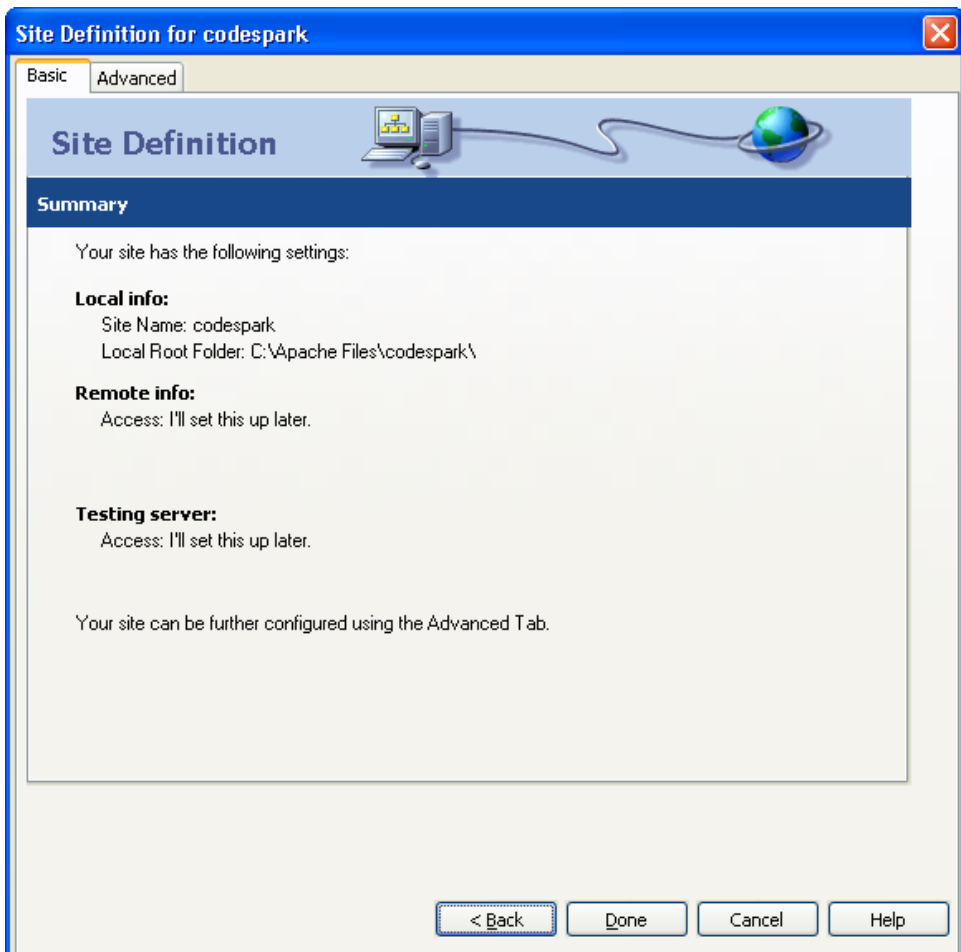 Site Definition for codespark
Basic
Advanced
Site Definition
Summary
Your site has the following settings:
Local info:
Site Name: codespark
Local Root Folder: C:\Apache Files\codespark\
Remote info:
Access: I'll set this up later.
Testing server:
Access: I'll set this up later.
Your site can be further configured using the Advanced Tab.
< Back
Done
Cancel
Help